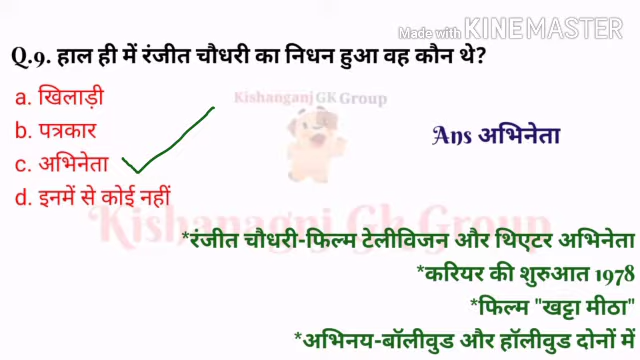 Made with KINEMASTER
Q.9. हाल ही में रंजीत चौधरी का निधन हुआ वह कौन थे?
a. खिलाड़ी
Kishanganj GK Group
b. पत्रकार
Ans अभिनेता
c. अभिनेता
d. इनमें से कोई नहीं
Kishanagnj Gk Group
*रंजीत चौधरी-फिल्म टेलीविजन और थिएटर अभिनेता
*करियर की शुरुआत 1978
*फिल्म "खट्टा मीठा"
*अभिनय-बॉलीवुड और हॉलीवुड दोनों में